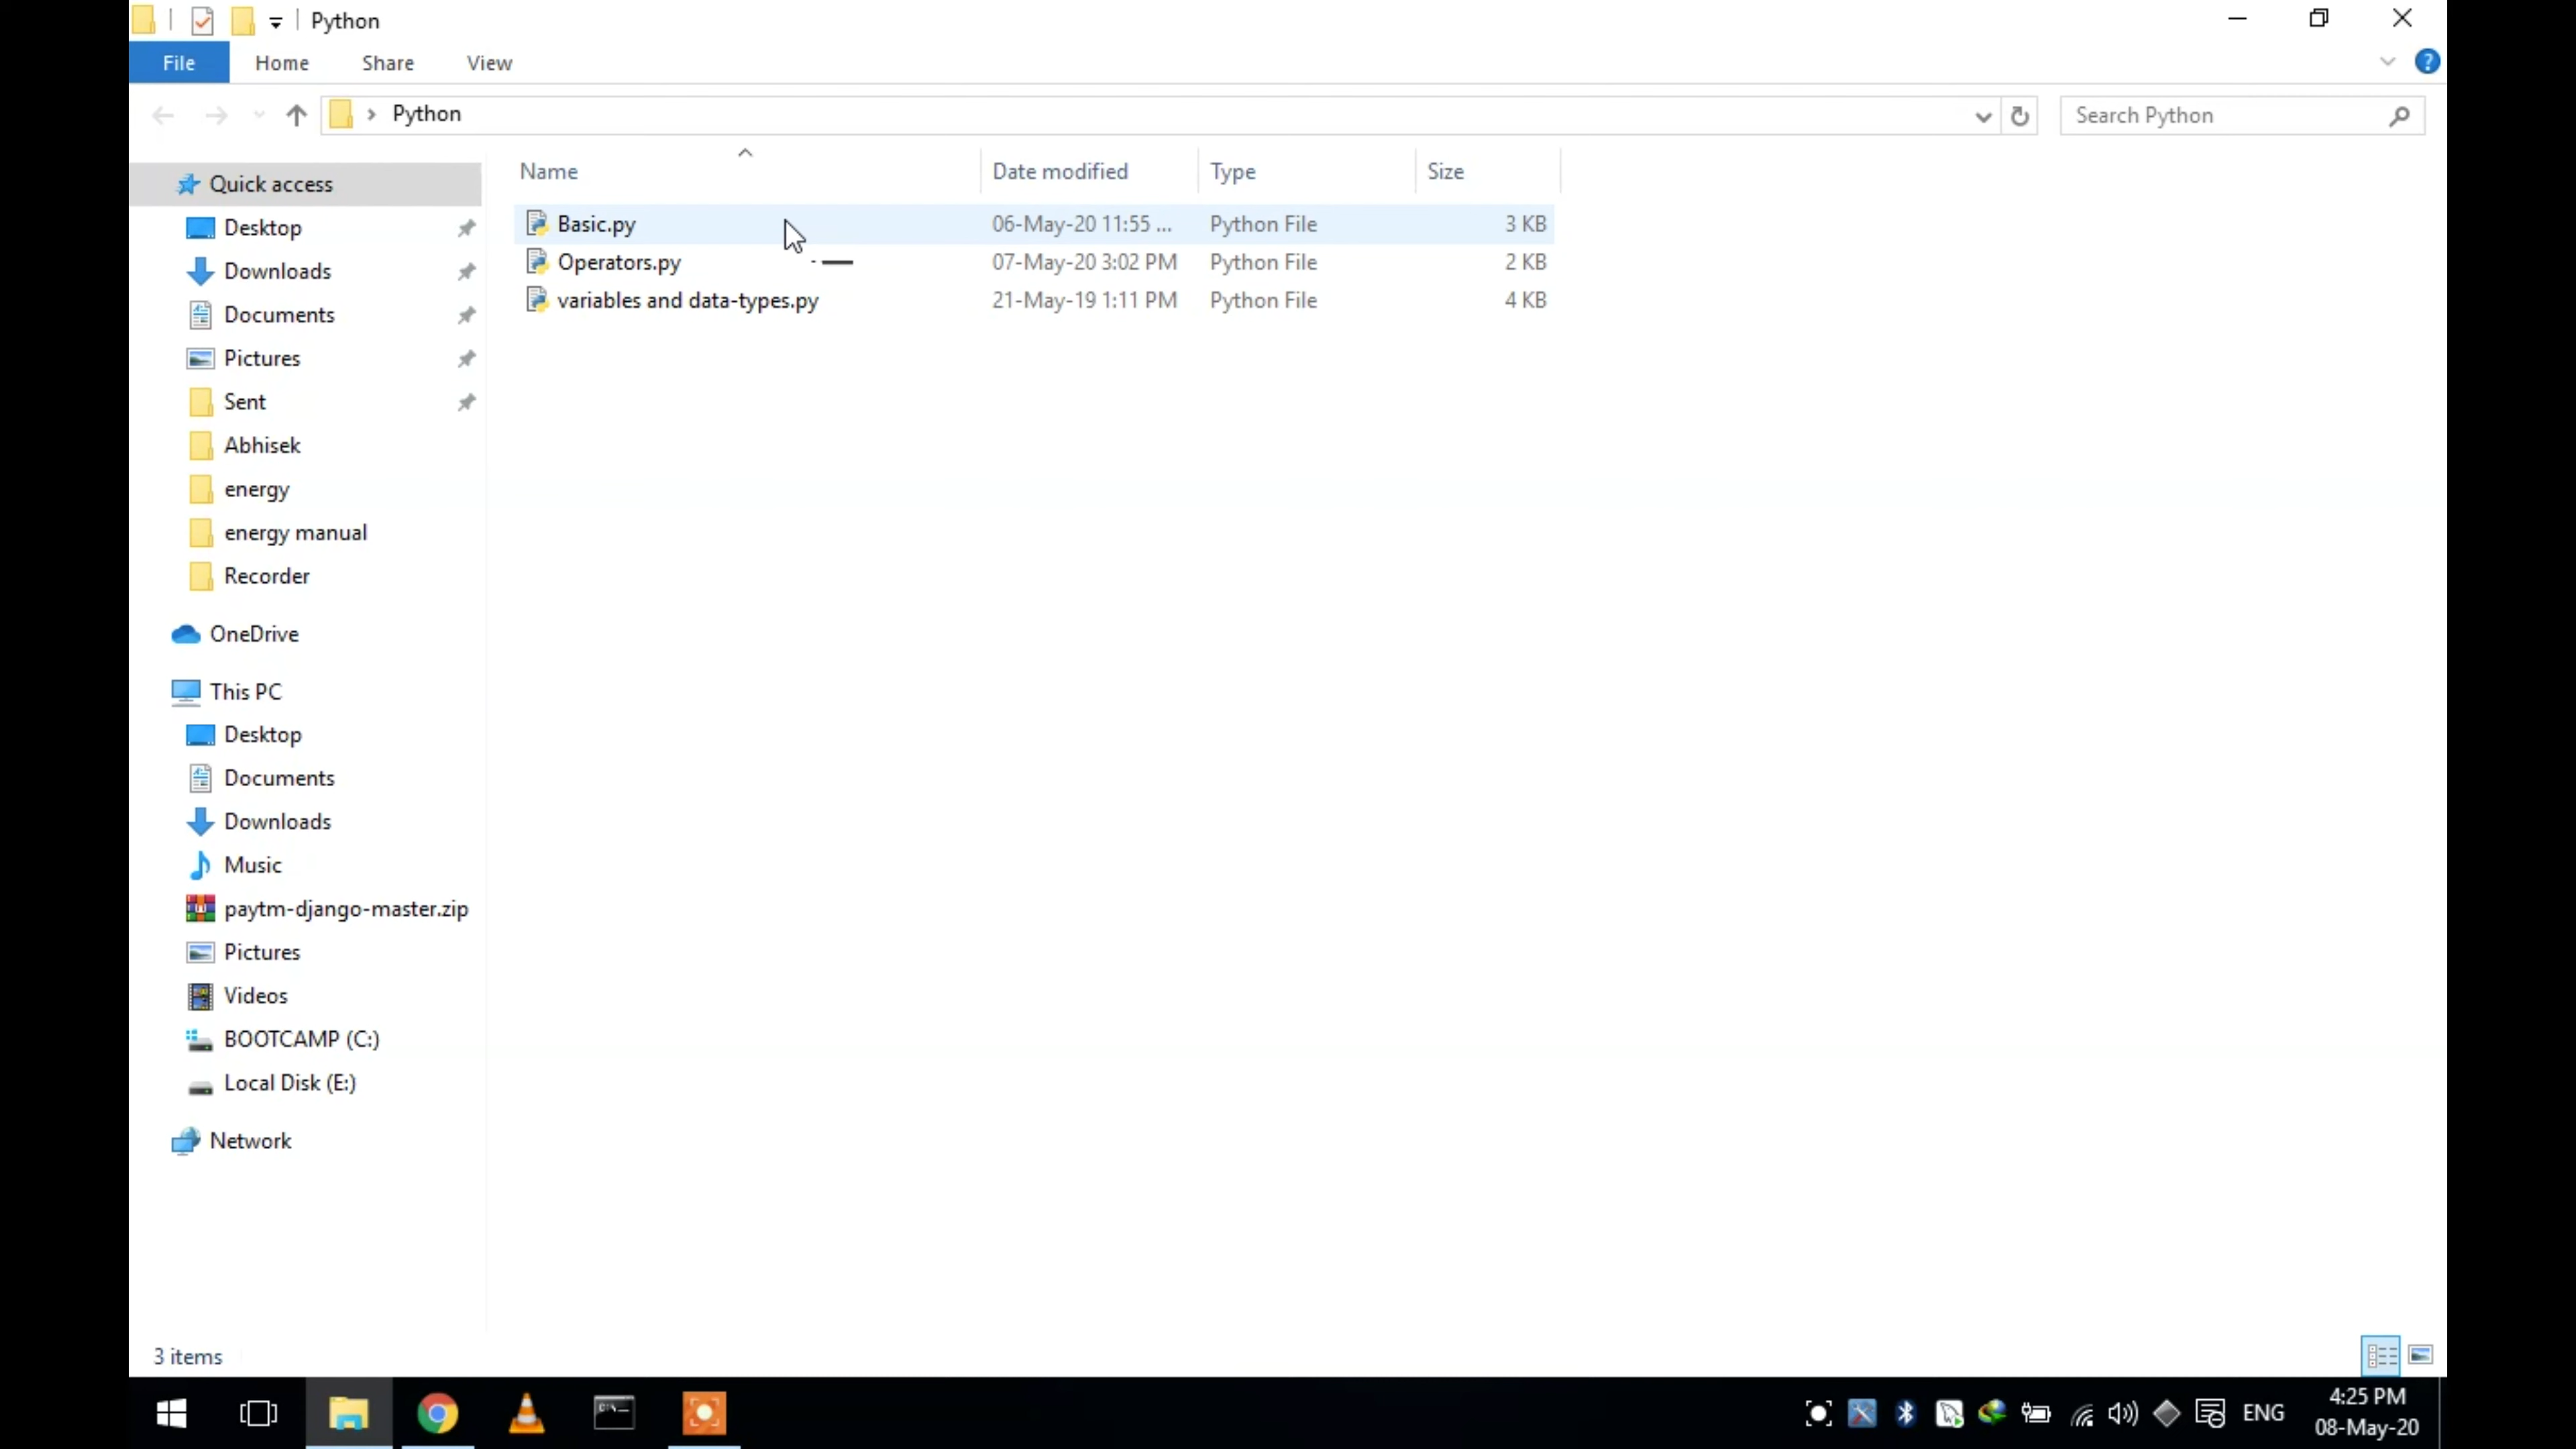 Python
File Home Share View
Python
Search Python
Name Date modified Type Size
Basic.py 06-May-20 11:55 ... Python File 3 KB
Operators.py 07-May-20 3:02 PM Python File 2 KB
variables and data-types.py 21-May-19 1:11 PM Python File 4 KB
Quick access
Desktop
Downloads
Documents
Pictures
Sent
Abhisek
energy
energy manual
Recorder
OneDrive
This PC
Desktop
Documents
Downloads
Music
paytm-django-master.zip
Pictures
Videos
BOOTCAMP (C:)
Local Disk (E:)
Network
3 items
ENG
4:25 PM
08-May-20